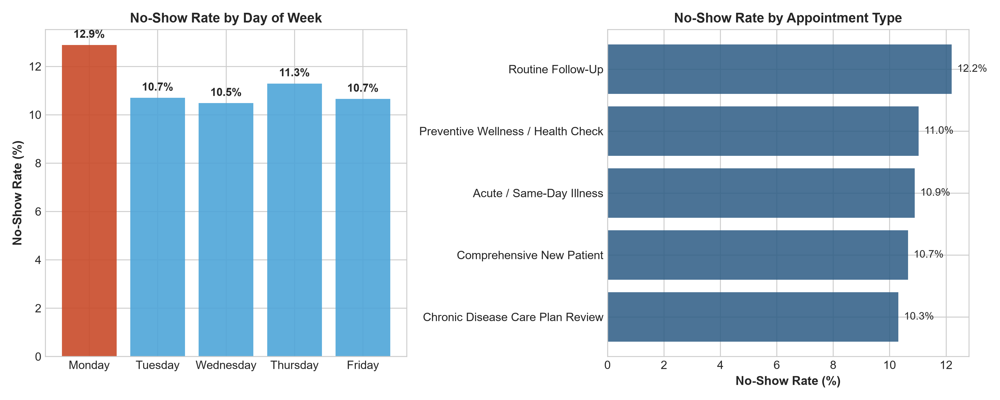 No-Show Rate by Day of Week
No-Show Rate (%)
12
10
8
6
4
2
0
12.9%
10.7%
10.5%
11.3%
10.7%
Monday
Tuesday
Wednesday
Thursday
Friday
No-Show Rate by Appointment Type
Routine Follow-Up
12.2%
Preventive Wellness / Health Check
11.0%
Acute / Same-Day Illness
10.9%
Comprehensive New Patient
10.7%
Chronic Disease Care Plan Review
10.3%
0
2
4
6
8
10
12
No-Show Rate (%)